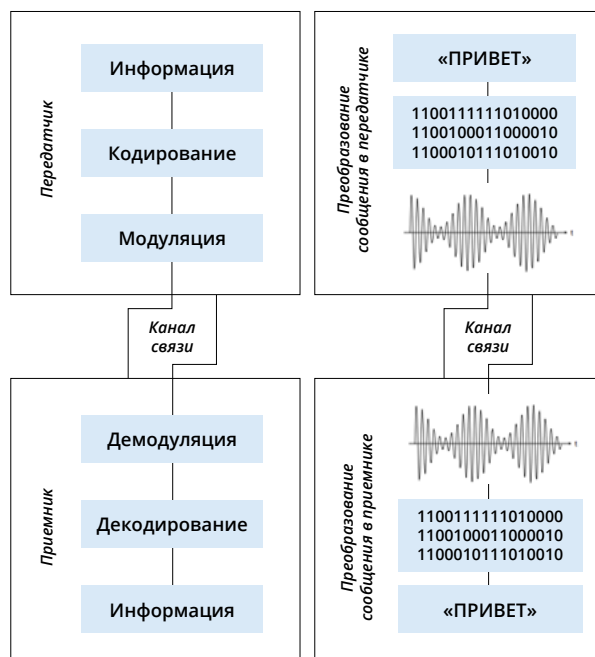 Передатчик
Информация
Кодирование
Модуляция
Преобразование
сообщения в передатчике
«ПРИВЕТ»
1100111111010000
1100100011000010
1100010111010010
Канал
связи
Канал
связи
Приемник
Демодуляция
Декодирование
Информация
Преобразование
сообщения в приемнике
1100111111010000
1100100011000010
1100010111010010
«ПРИВЕТ»